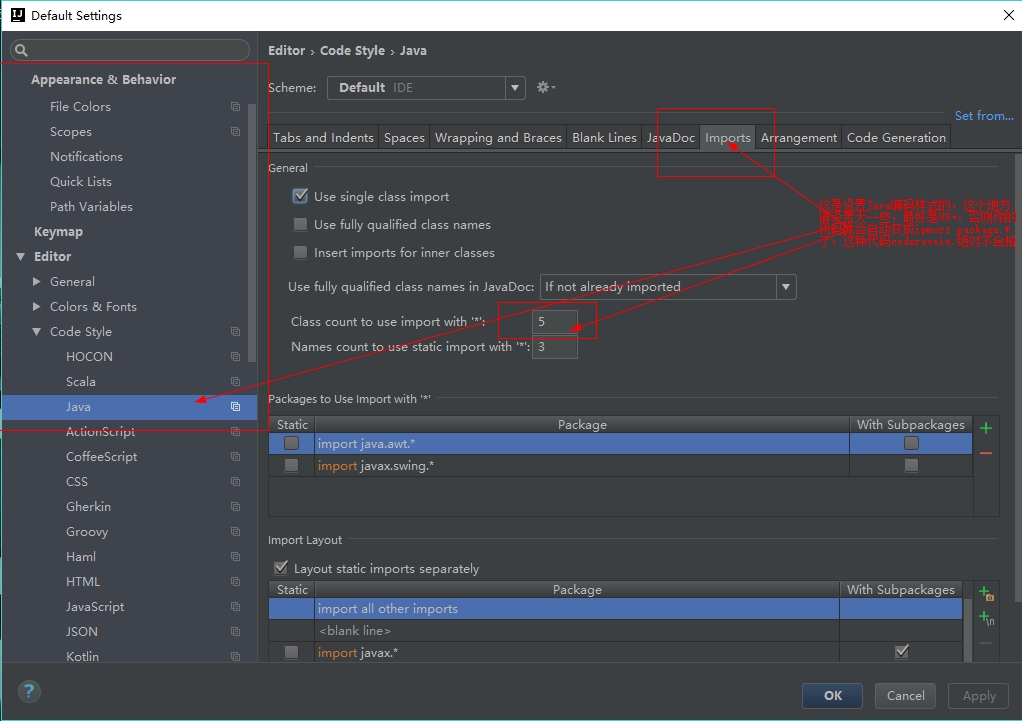 Default Settings
Appearance & Behavior
File Colors
Scopes
Notifications
Quick Lists
Path Variables
Keymap
Editor
General
Colors & Fonts
Code Style
HOCON
Scala
Java
ActionScript
CoffeeScript
CSS
Gherkin
Groovy
Haml
HTML
JavaScript
JSON
Kotlin
Editor › Code Style › Java
Scheme: Default IDE
Set from...
Tabs and Indents Spaces Wrapping and Braces Blank Lines JavaDoc Imports Arrangement Code Generation
General
Use single class import
Use fully qualified class names
Insert imports for inner classes
Use fully qualified class names in JavaDoc: If not already imported
Class count to use import with '*': 5
Names count to use static import with '*': 3
这是设置Java编码样式的，这个地方
请设置大一些，最好是99+，否则你的
代码就会自动变成ipmort package.*
了，这种代码codereveiw,绝对不合格
Packages to Use Import with '*'
Static Package With Subpackages
import java.awt.*
import javax.swing.*
Import Layout
Layout static imports separately
Static Package With Subpackages
import all other imports
<blank line>
import javax.*
?
OK Cancel Apply